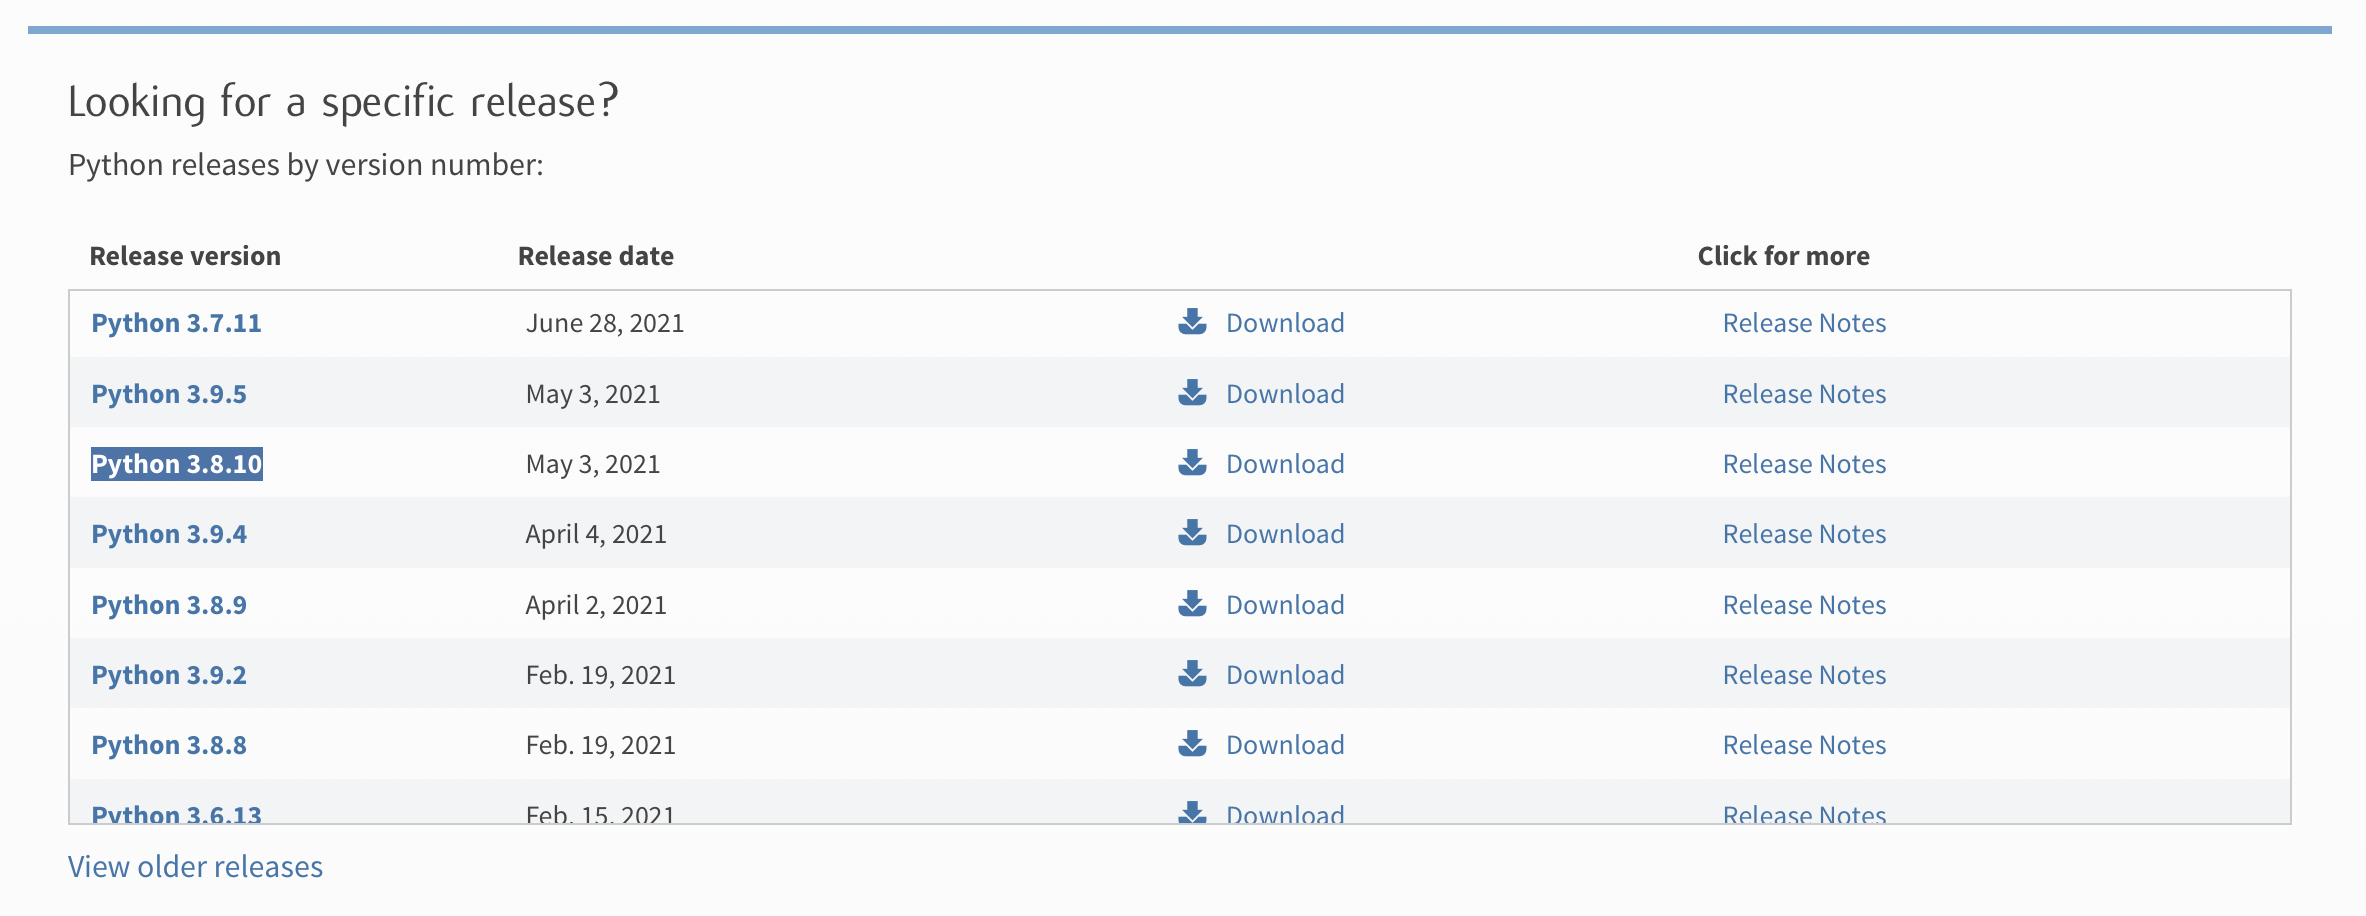 Looking for a specific release?
Python releases by version number:
Release version Release date Click for more
Python 3.7.11 June 28, 2021 Download Release Notes
Python 3.9.5 May 3, 2021 Download Release Notes
Python 3.8.10 May 3, 2021 Download Release Notes
Python 3.9.4 April 4, 2021 Download Release Notes
Python 3.8.9 April 2, 2021 Download Release Notes
Python 3.9.2 Feb. 19, 2021 Download Release Notes
Python 3.8.8 Feb. 19, 2021 Download Release Notes
Python 3.6.13 Feb. 15, 2021 Download Release Notes
View older releases